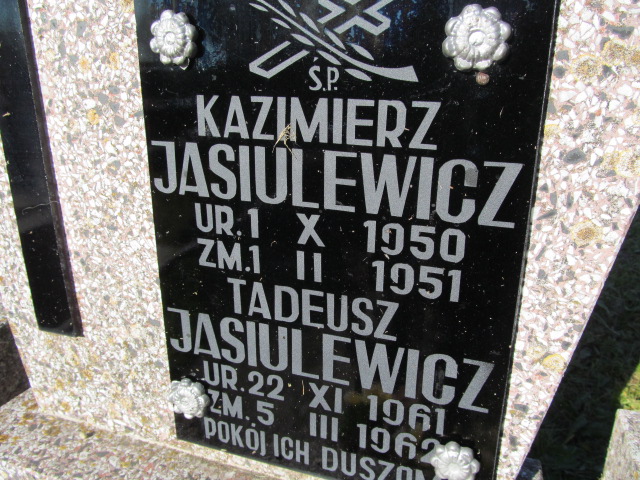 Ś.P.
KAZIMIERZ
JASIULEWICZ
UR. 1 X 1950
ZM. 1 II 1951
TADEUSZ
JASIULEWICZ
UR. 22 XI 1961
ZM. 5 III 1962
POKÓJ ICH DUSZOM